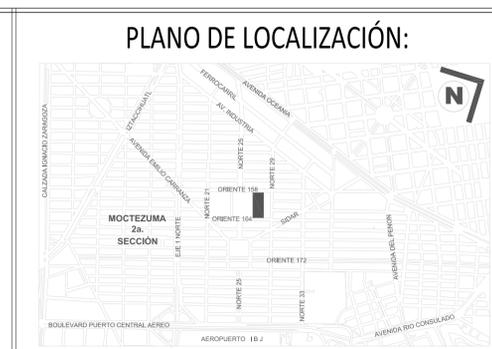 PLANO DE LOCALIZACIÓN:
N
FERROCARRIL
AVENIDA OCEANIA
AV. INDUSTRIA
IZTACCIHUATL
CALZADA IGNACIO ZARAGOZA
AVENIDA EMILIO CARRANZA
NORTE 25
NORTE 29
ORIENTE 158
NORTE 21
ORIENTE 164
SIDAR
MOCTEZUMA
2a.
SECCIÓN
EJE 1 NORTE
AVENIDA DEL PEÑON
ORIENTE 172
NORTE 25
NORTE 33
BOULEVARD PUERTO CENTRAL AEREO
AVENIDA RIO CONSULADO
AEROPUERTO I B J